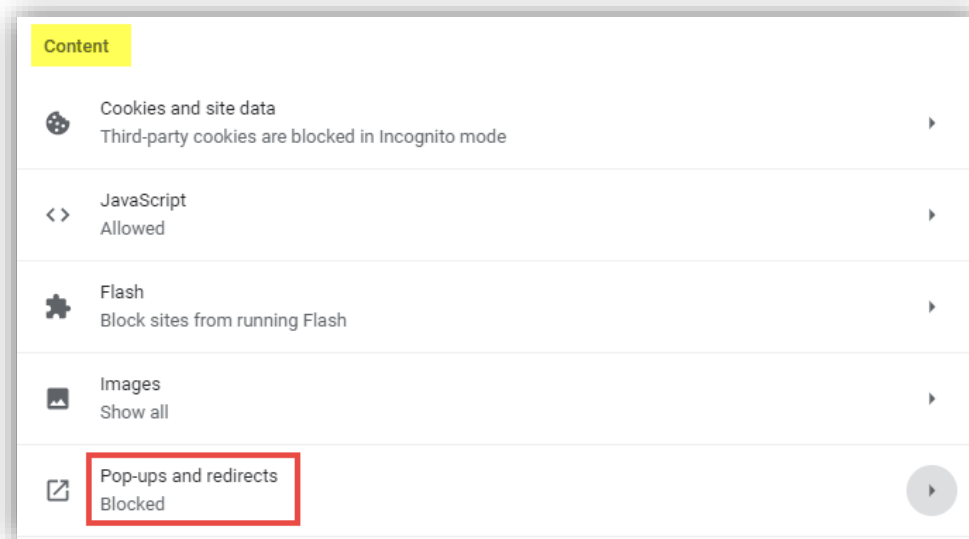 Content
Cookies and site data
Third-party cookies are blocked in Incognito mode
JavaScript
Allowed
Flash
Block sites from running Flash
Images
Show all
Pop-ups and redirects
Blocked